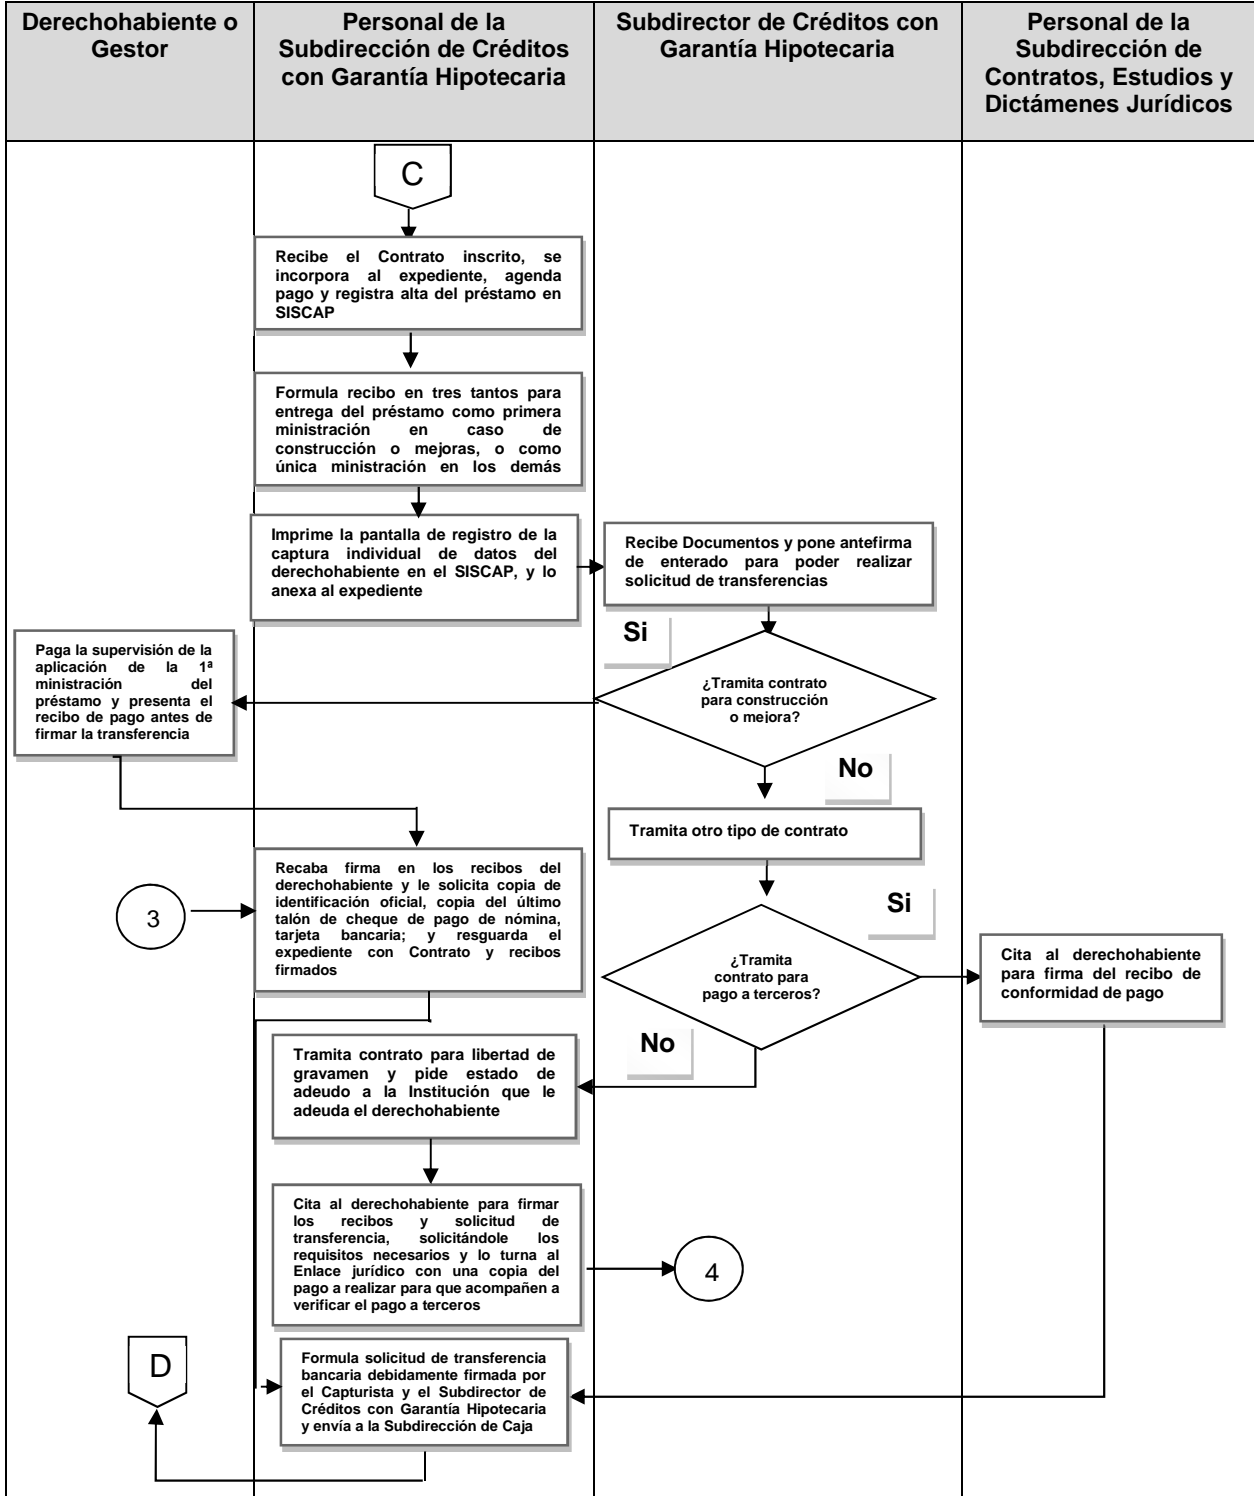 Derechohabiente o
Gestor
Personal de la
Subdirección de Créditos
con Garantía Hipotecaria
Subdirector de Créditos con
Garantía Hipotecaria
Personal de la
Subdirección de
Contratos, Estudios y
Dictámenes Jurídicos
C
Recibe el Contrato inscrito, se
incorpora al expediente, agenda
pago y registra alta del préstamo en
SISCAP
Formula recibo en tres tantos para
entrega del préstamo como primera
ministración en caso de
construcción o mejoras, o como
única ministración en los demás
Imprime la pantalla de registro de la
captura individual de datos del
derechohabiente en el SISCAP, y lo
anexa al expediente
Recibe Documentos y pone antefirma
de enterado para poder realizar
solicitud de transferencias
Si
Paga la supervisión de la
aplicación de la 1ª
ministración del
préstamo y presenta el
recibo de pago antes de
firmar la transferencia
¿Tramita contrato
para construcción
o mejora?
No
Tramita otro tipo de contrato
Recaba firma en los recibos del
derechohabiente y le solicita copia de
identificación oficial, copia del último
talón de cheque de pago de nómina,
tarjeta bancaria; y resguarda el
expediente con Contrato y recibos
firmados
3
Si
¿Tramita
contrato para
pago a terceros?
Cita al derechohabiente
para firma del recibo de
conformidad de pago
No
Tramita contrato para libertad de
gravamen y pide estado de
adeudo a la Institución que le
adeuda el derechohabiente
Cita al derechohabiente para firmar
los recibos y solicitud de
transferencia, solicitándole los
requisitos necesarios y lo turna al
Enlace jurídico con una copia del
pago a realizar para que acompañen a
verificar el pago a terceros
4
D
Formula solicitud de transferencia
bancaria debidamente firmada por
el Capturista y el Subdirector de
Créditos con Garantía Hipotecaria
y envía a la Subdirección de Caja